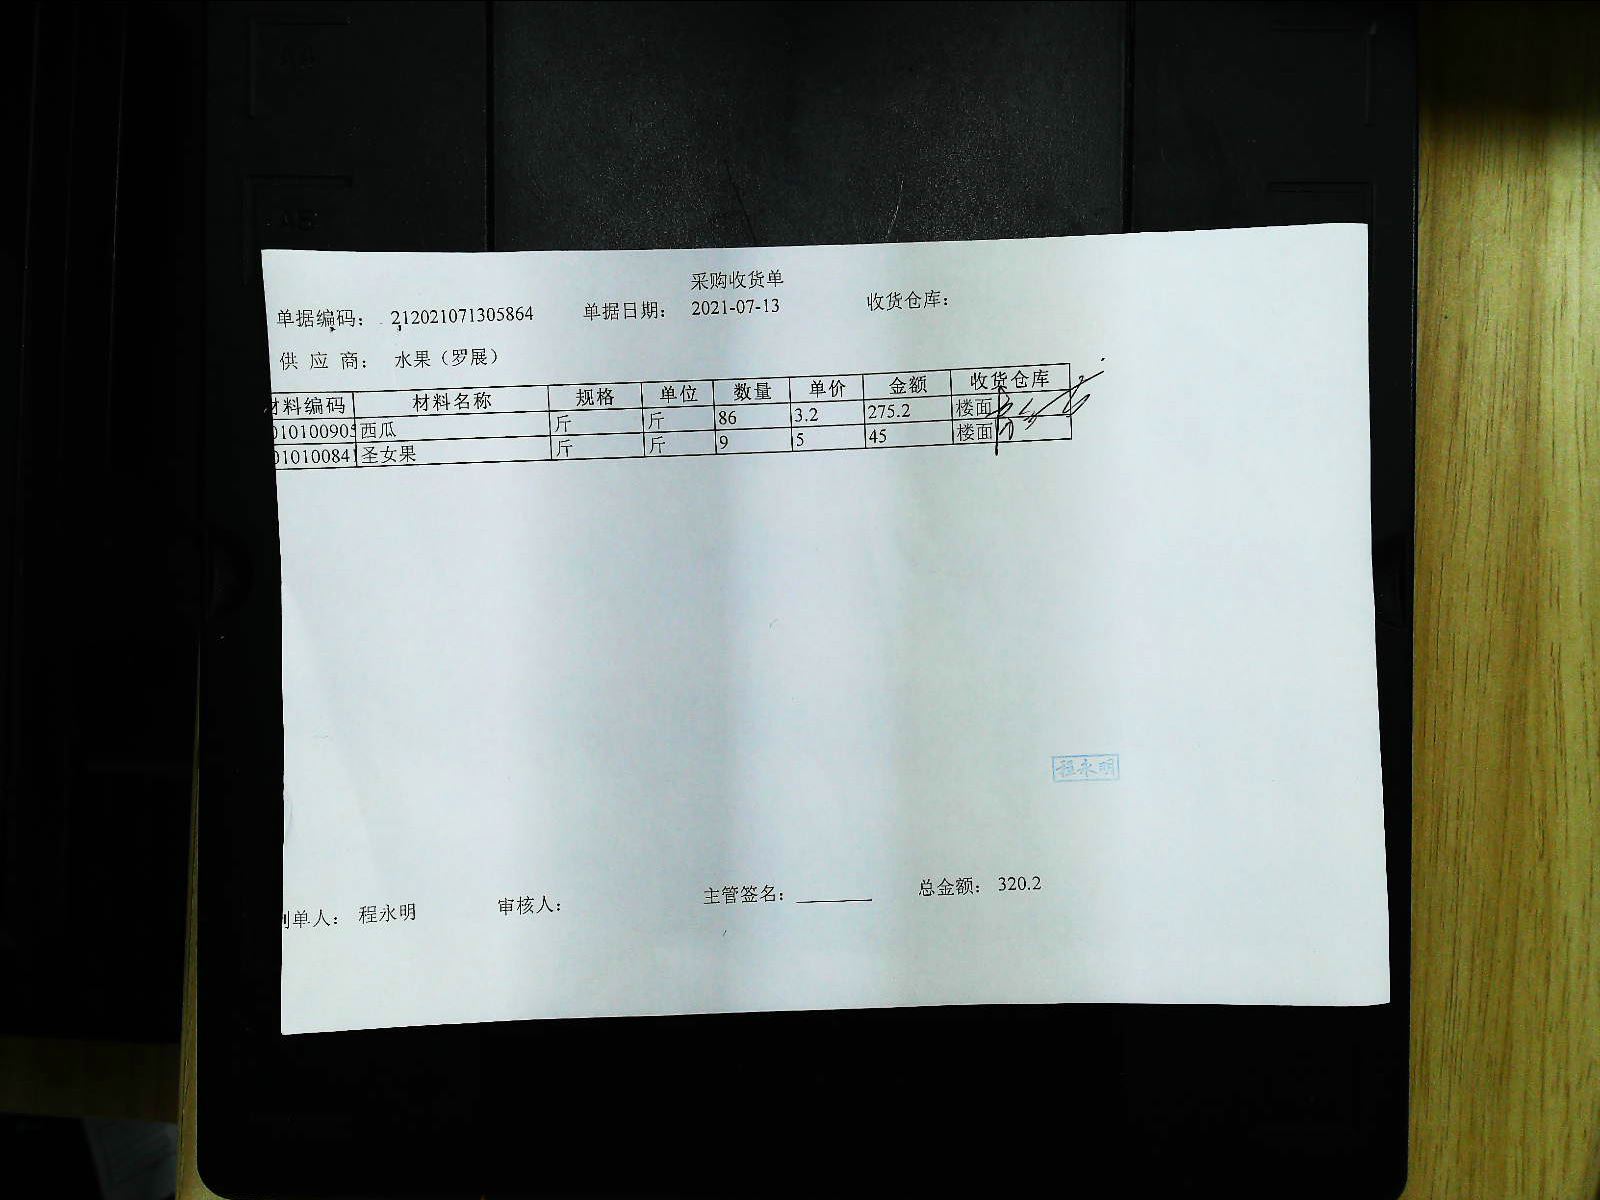 采购收货单
单据编码： 212021071305864 单据日期： 2021-07-13 收货仓库：
供 应 商： 水果（罗展）
材料编码 材料名称 规格 单位 数量 单价 金额 收货仓库
010100905 西瓜 斤 斤 86 3.2 275.2 楼面
010100841 圣女果 斤 斤 9 5 45 楼面
程永明
制单人： 程永明 审核人： 主管签名： 总金额： 320.2